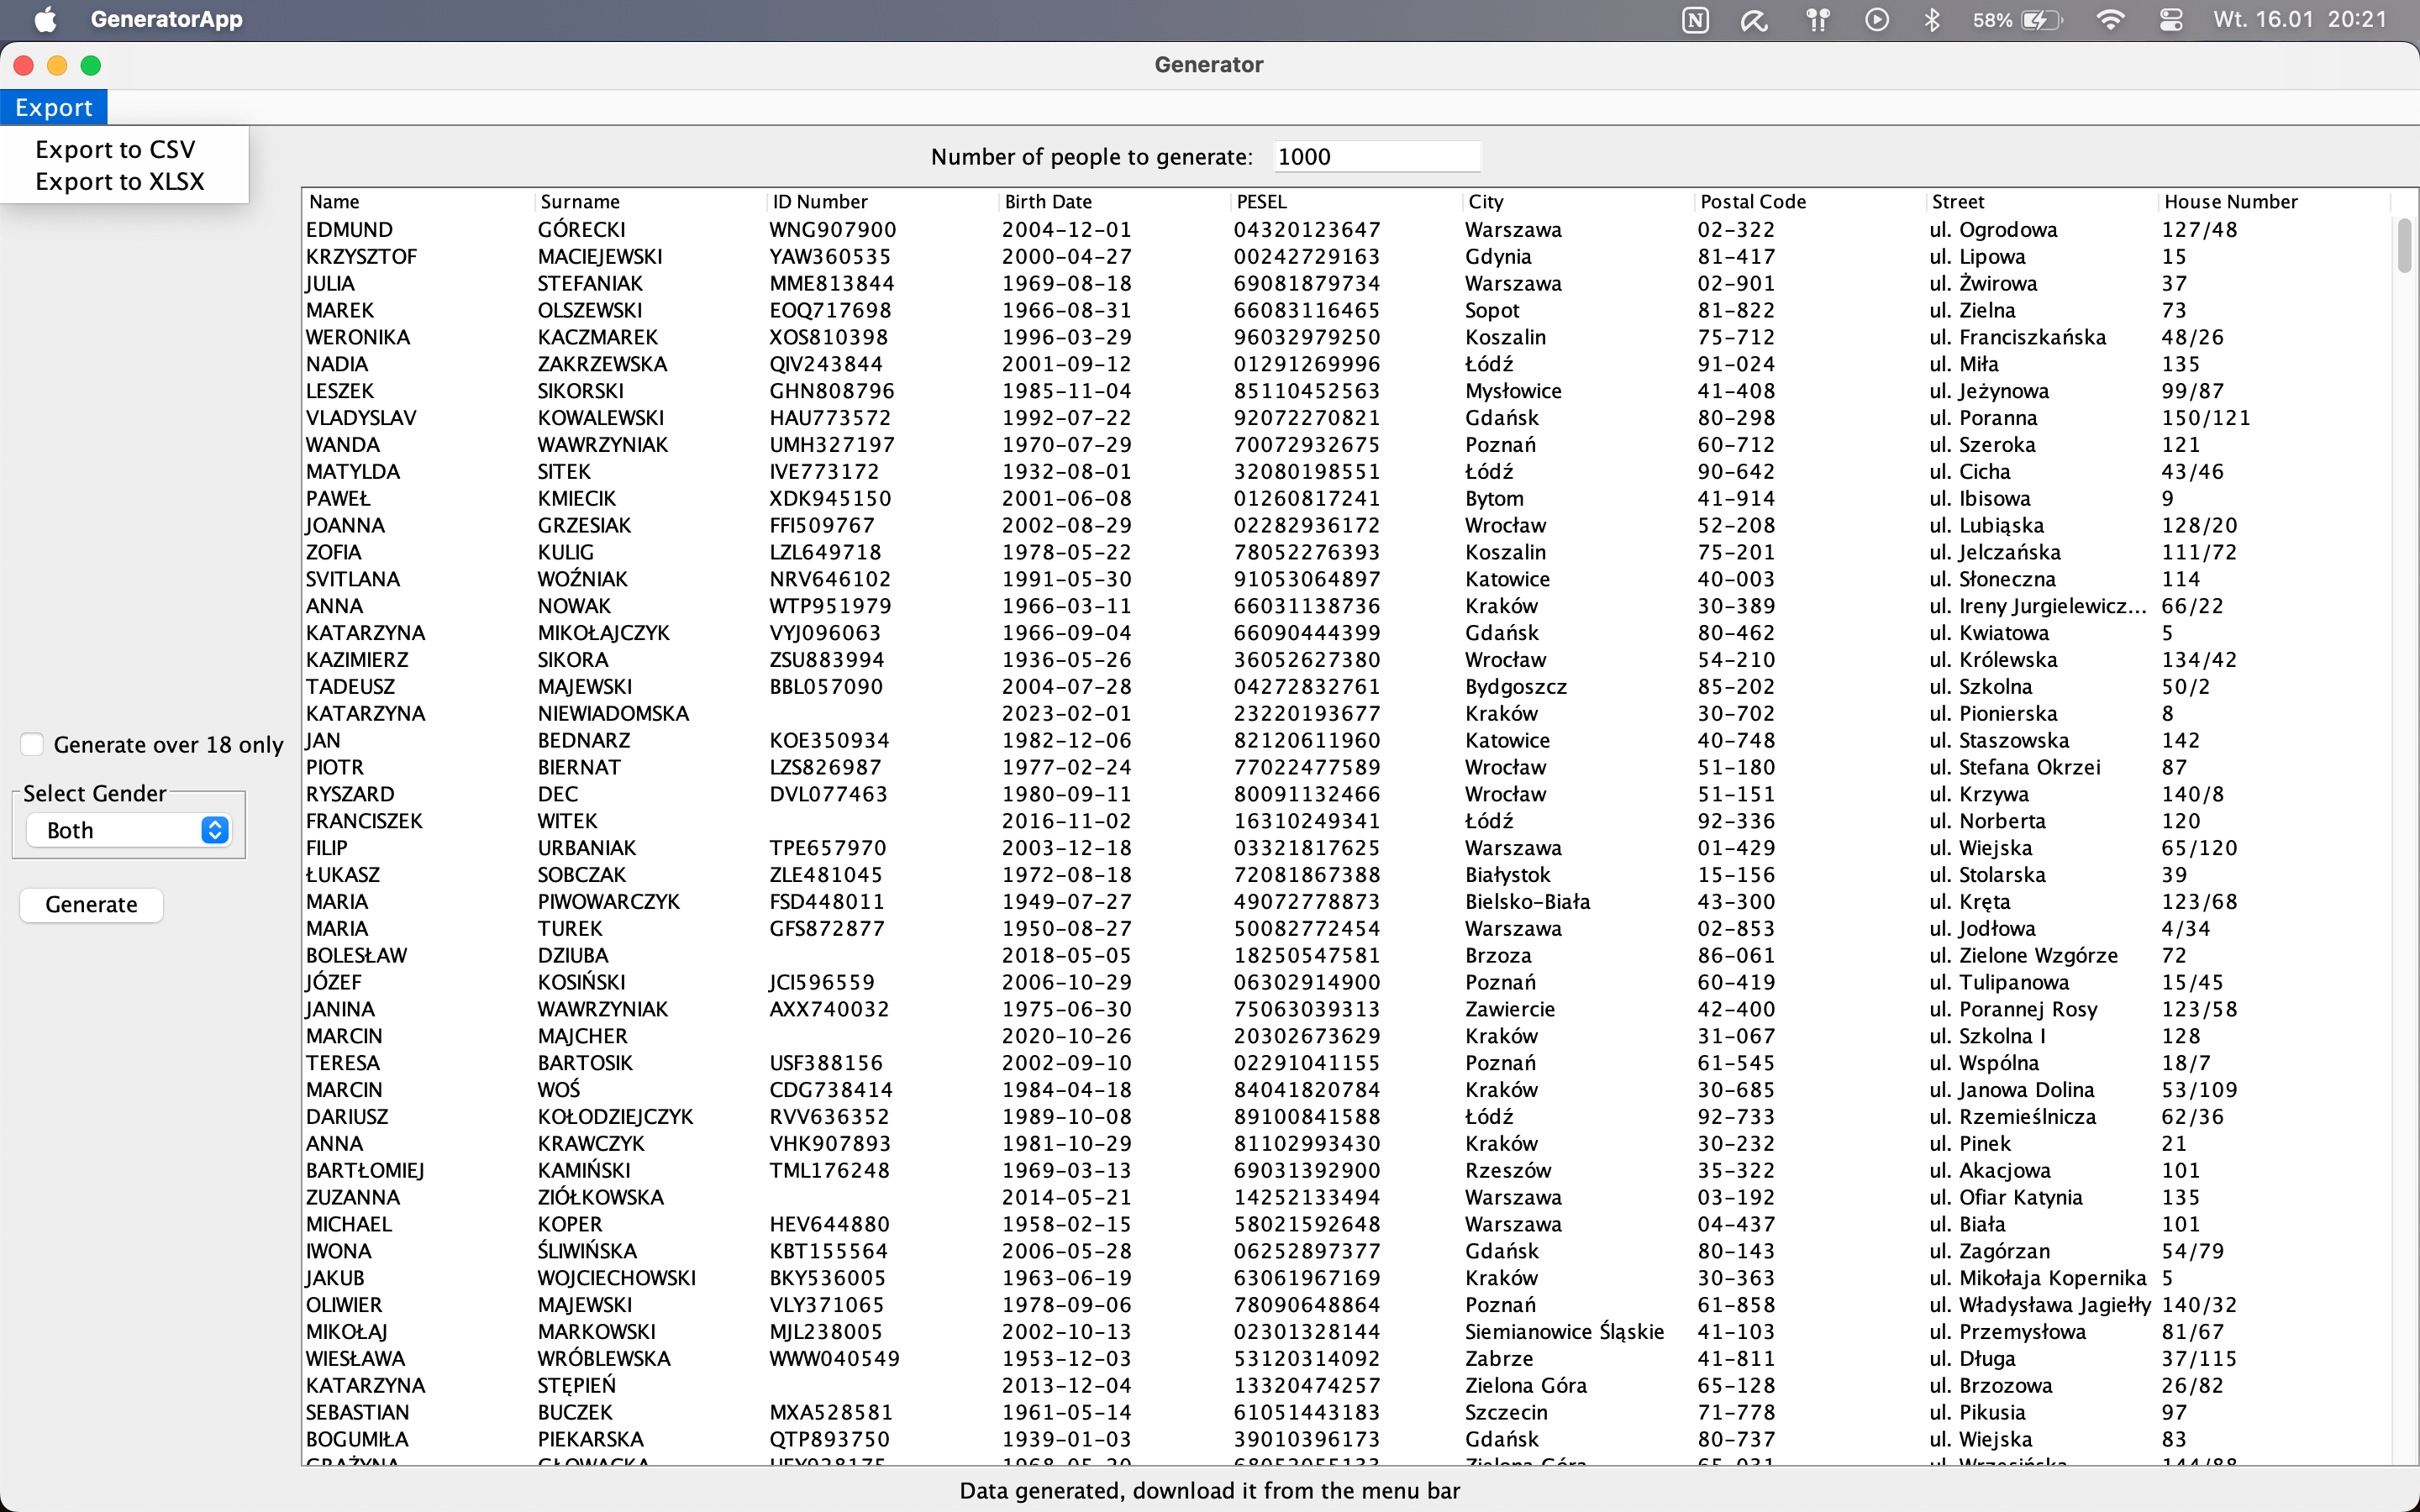 GeneratorApp 58% Wt. 16.01 20:21
Generator
Export
Export to CSV
Export to XLSX
Number of people to generate: 1000
Name Surname ID Number Birth Date PESEL City Postal Code Street House Number
EDMUND GÓRECKI WNG907900 2004-12-01 04320123647 Warszawa 02-322 ul. Ogrodowa 127/48
KRZYSZTOF MACIEJEWSKI YAW360535 2000-04-27 00242729163 Gdynia 81-417 ul. Lipowa 15
JULIA STEFANIAK MME813844 1969-08-18 69081879734 Warszawa 02-901 ul. Żwirowa 37
MAREK OLSZEWSKI EOQ717698 1966-08-31 66083116465 Sopot 81-822 ul. Zielna 73
WERONIKA KACZMAREK XOS810398 1996-03-29 96032979250 Koszalin 75-712 ul. Franciszkańska 48/26
NADIA ZAKRZEWSKA QIV243844 2001-09-12 01291269996 Łódź 91-024 ul. Miła 135
LESZEK SIKORSKI GHN808796 1985-11-04 85110452563 Mysłowice 41-408 ul. Jeżynowa 99/87
VLADYSLAV KOWALEWSKI HAU773572 1992-07-22 92072270821 Gdańsk 80-298 ul. Poranna 150/121
WANDA WAWRZYNIAK UMH327197 1970-07-29 70072932675 Poznań 60-712 ul. Szeroka 121
MATYLDA SITEK IVE773172 1932-08-01 32080198551 Łódź 90-642 ul. Cicha 43/46
PAWEŁ KMIECIK XDK945150 2001-06-08 01260817241 Bytom 41-914 ul. Ibisowa 9
JOANNA GRZESIAK FFI509767 2002-08-29 02282936172 Wrocław 52-208 ul. Lubiąska 128/20
ZOFIA KULIG LZL649718 1978-05-22 78052276393 Koszalin 75-201 ul. Jelczańska 111/72
SVITLANA WOŹNIAK NRV646102 1991-05-30 91053064897 Katowice 40-003 ul. Słoneczna 114
ANNA NOWAK WTP951979 1966-03-11 66031138736 Kraków 30-389 ul. Ireny Jurgielewicz... 66/22
KATARZYNA MIKOŁAJCZYK VYJ096063 1966-09-04 66090444399 Gdańsk 80-462 ul. Kwiatowa 5
KAZIMIERZ SIKORA ZSU883994 1936-05-26 36052627380 Wrocław 54-210 ul. Królewska 134/42
TADEUSZ MAJEWSKI BBL057090 2004-07-28 04272832761 Bydgoszcz 85-202 ul. Szkolna 50/2
KATARZYNA NIEWIADOMSKA 2023-02-01 23220193677 Kraków 30-702 ul. Pionierska 8
JAN BEDNARZ KOE350934 1982-12-06 82120611960 Katowice 40-748 ul. Staszowska 142
PIOTR BIERNAT LZS826987 1977-02-24 77022477589 Wrocław 51-180 ul. Stefana Okrzei 87
RYSZARD DEC DVL077463 1980-09-11 80091132466 Wrocław 51-151 ul. Krzywa 140/8
FRANCISZEK WITEK 2016-11-02 16310249341 Łódź 92-336 ul. Norberta 120
FILIP URBANIAK TPE657970 2003-12-18 03321817625 Warszawa 01-429 ul. Wiejska 65/120
ŁUKASZ SOBCZAK ZLE481045 1972-08-18 72081867388 Białystok 15-156 ul. Stolarska 39
MARIA PIWOWARCZYK FSD448011 1949-07-27 49072778873 Bielsko-Biała 43-300 ul. Kręta 123/68
MARIA TUREK GFS872877 1950-08-27 50082772454 Warszawa 02-853 ul. Jodłowa 4/34
BOLESŁAW DZIUBA 2018-05-05 18250547581 Brzoza 86-061 ul. Zielone Wzgórze 72
JÓZEF KOSIŃSKI JCI596559 2006-10-29 06302914900 Poznań 60-419 ul. Tulipanowa 15/45
JANINA WAWRZYNIAK AXX740032 1975-06-30 75063039313 Zawiercie 42-400 ul. Porannej Rosy 123/58
MARCIN MAJCHER 2020-10-26 20302673629 Kraków 31-067 ul. Szkolna I 128
TERESA BARTOSIK USF388156 2002-09-10 02291041155 Poznań 61-545 ul. Wspólna 18/7
MARCIN WOŚ CDG738414 1984-04-18 84041820784 Kraków 30-685 ul. Janowa Dolina 53/109
DARIUSZ KOŁODZIEJCZYK RVV636352 1989-10-08 89100841588 Łódź 92-733 ul. Rzemieślnicza 62/36
ANNA KRAWCZYK VHK907893 1981-10-29 81102993430 Kraków 30-232 ul. Pinek 21
BARTŁOMIEJ KAMIŃSKI TML176248 1969-03-13 69031392900 Rzeszów 35-322 ul. Akacjowa 101
ZUZANNA ZIÓŁKOWSKA 2014-05-21 14252133494 Warszawa 03-192 ul. Ofiar Katynia 135
MICHAEL KOPER HEV644880 1958-02-15 58021592648 Warszawa 04-437 ul. Biała 101
IWONA ŚLIWIŃSKA KBT155564 2006-05-28 06252897377 Gdańsk 80-143 ul. Zagórzan 54/79
JAKUB WOJCIECHOWSKI BKY536005 1963-06-19 63061967169 Kraków 30-363 ul. Mikołaja Kopernika 5
OLIWIER MAJEWSKI VLY371065 1978-09-06 78090648864 Poznań 61-858 ul. Władysława Jagiełły 140/32
MIKOŁAJ MARKOWSKI MJL238005 2002-10-13 02301328144 Siemianowice Śląskie 41-103 ul. Przemysłowa 81/67
WIESŁAWA WRÓBLEWSKA WWW040549 1953-12-03 53120314092 Zabrze 41-811 ul. Długa 37/115
KATARZYNA STĘPIEŃ 2013-12-04 13320474257 Zielona Góra 65-128 ul. Brzozowa 26/82
SEBASTIAN BUCZEK MXA528581 1961-05-14 61051443183 Szczecin 71-778 ul. Pikusia 97
BOGUMIŁA PIEKARSKA QTP893750 1939-01-03 39010396173 Gdańsk 80-737 ul. Wiejska 83
Generate over 18 only
Select Gender
Both
Generate
Data generated, download it from the menu bar